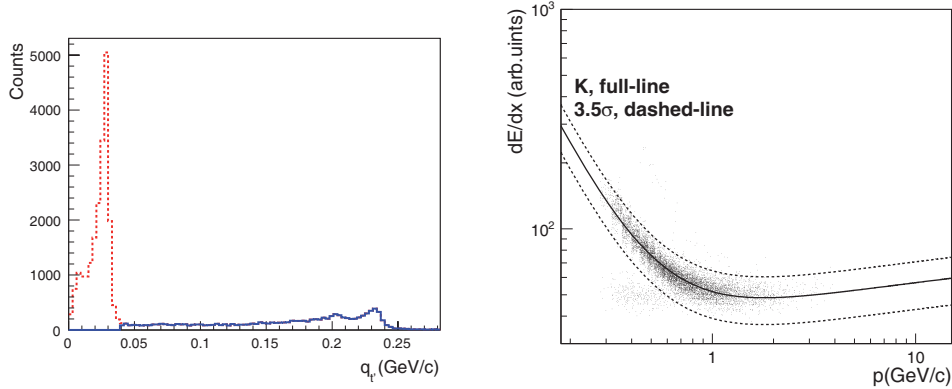 Counts
5000
4000
3000
2000
1000
0
0
0.05
0.1
0.15
0.2
0.25
q_t' (GeV/c)
dE/dx (arb.uints)
10³
10²
K, full-line
3.5σ, dashed-line
1
10
p(GeV/c)